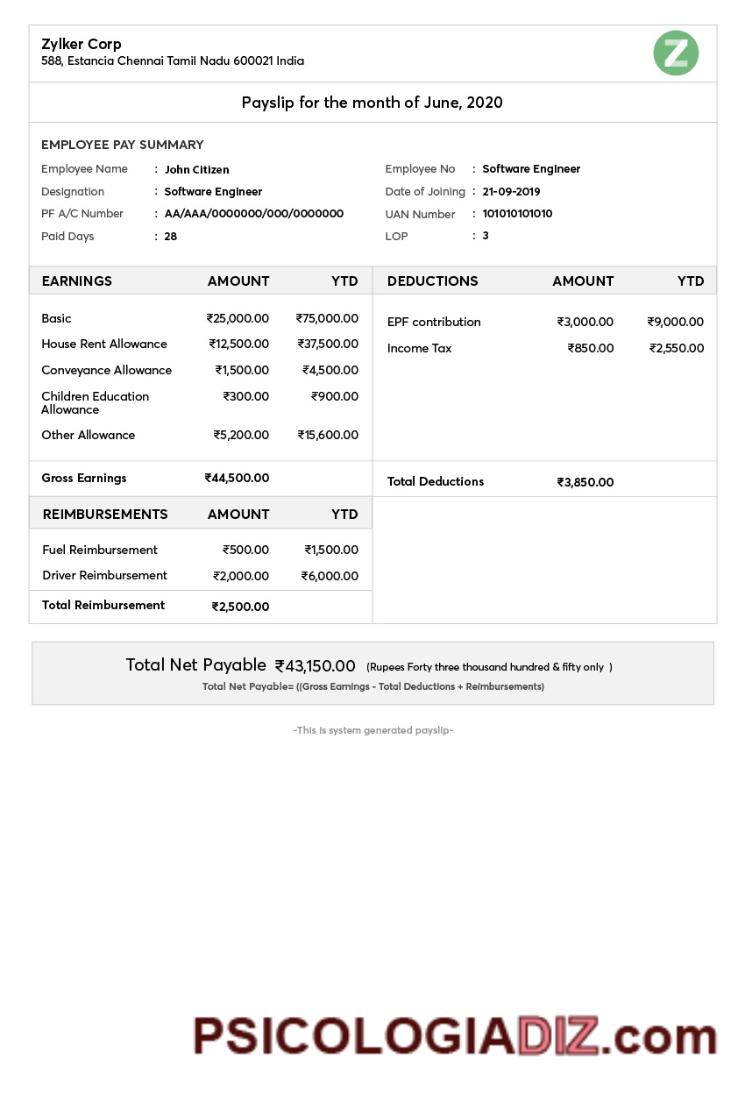 Zylker Corp
588, Estancia Chennai Tamil Nadu 600021 India
Z
Payslip for the month of June, 2020
EMPLOYEE PAY SUMMARY
Employee Name : John Citizen Employee No : Software Engineer
Designation : Software Engineer Date of Joining : 21-09-2019
PF A/C Number : AA/AAA/0000000/000/0000000 UAN Number : 101010101010
Paid Days : 28 LOP : 3
EARNINGS AMOUNT YTD DEDUCTIONS AMOUNT YTD
Basic ₹25,000.00 ₹75,000.00 EPF contribution ₹3,000.00 ₹9,000.00
House Rent Allowance ₹12,500.00 ₹37,500.00 Income Tax ₹850.00 ₹2,550.00
Conveyance Allowance ₹1,500.00 ₹4,500.00
Children Education ₹300.00 ₹900.00
Allowance
Other Allowance ₹5,200.00 ₹15,600.00
Gross Earnings ₹44,500.00 Total Deductions ₹3,850.00
REIMBURSEMENTS AMOUNT YTD
Fuel Reimbursement ₹500.00 ₹1,500.00
Driver Reimbursement ₹2,000.00 ₹6,000.00
Total Reimbursement ₹2,500.00
Total Net Payable ₹43,150.00 (Rupees Forty three thousand hundred & fifty only )
Total Net Payable= ((Gross Earnings - Total Deductions + Reimbursements)
-This is system generated payslip-
PSICOLOGIADIZ.com